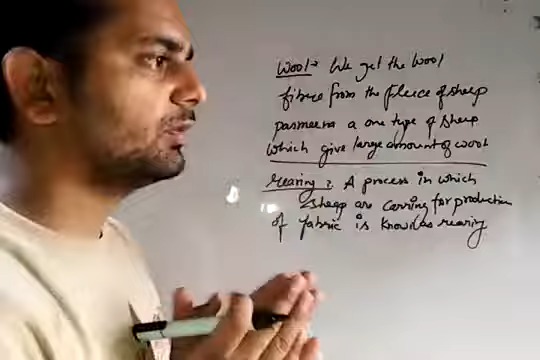 Wool → We get the wool
fibre from the fleece of sheep
pasmeena a one type of sheep
which give large amount of wool
rearing : A process in which
sheep are carring for production
of fabric is known as rearing